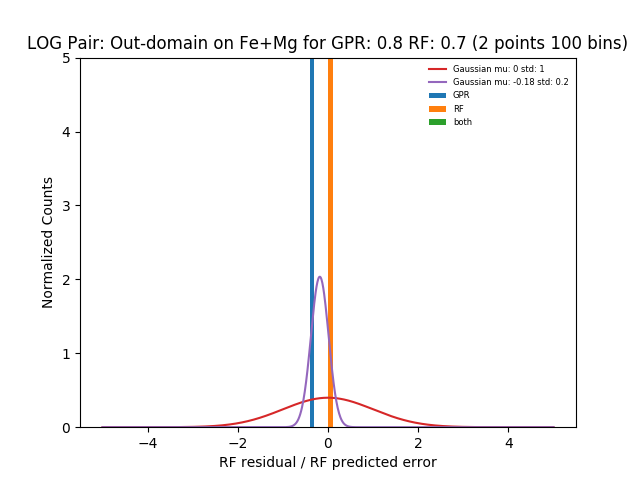 LOG Pair: Out-domain on Fe+Mg for GPR: 0.8 RF: 0.7 (2 points 100 bins)
Gaussian mu: 0 std: 1
Gaussian mu: -0.18 std: 0.2
GPR
RF
both
Normalized Counts
5
4
3
2
1
0
−4
−2
0
2
4
RF residual / RF predicted error